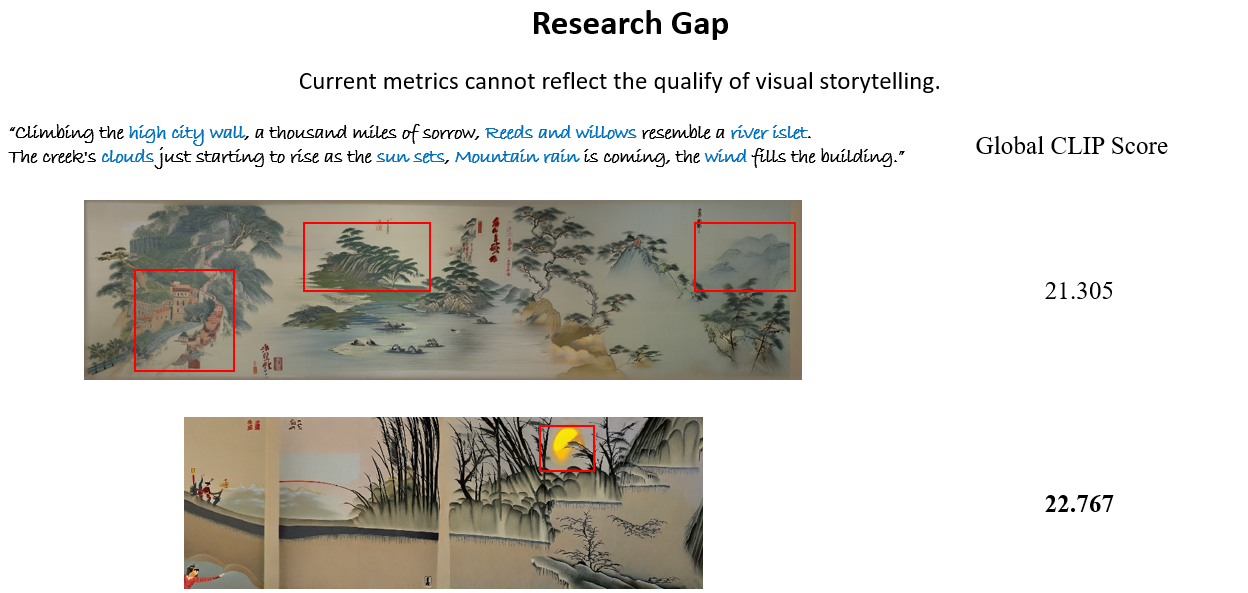 Research Gap
Current metrics cannot reflect the qualify of visual storytelling.
“Climbing the high city wall, a thousand miles of sorrow, Reeds and willows resemble a river islet.
The creek's clouds just starting to rise as the sun sets, Mountain rain is coming, the wind fills the building.”
Global CLIP Score
21.305
22.767